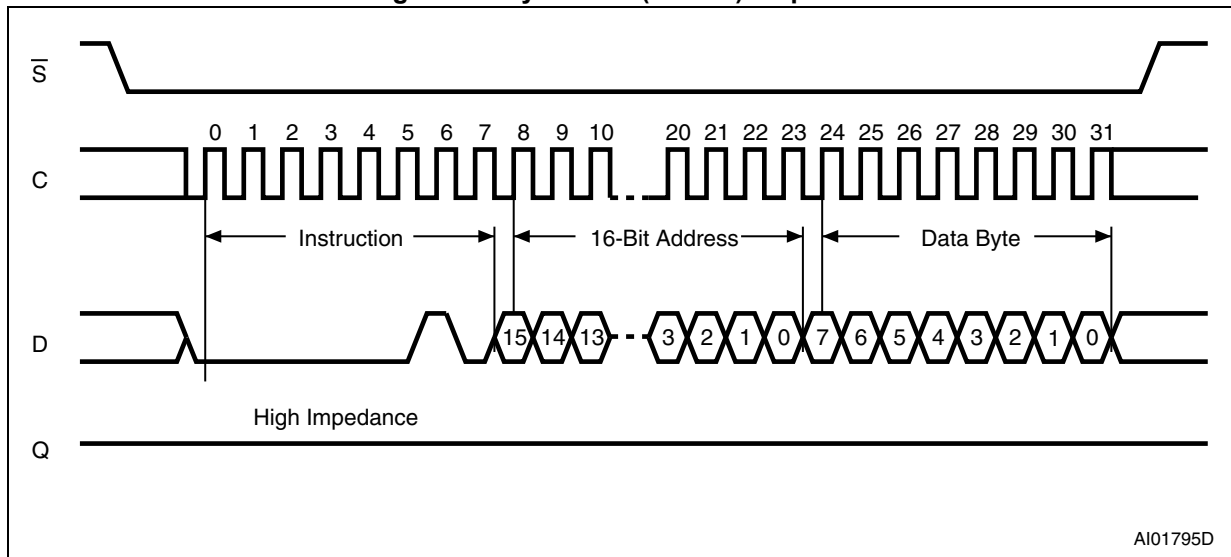 S
0 1 2 3 4 5 6 7 8 9 10 20 21 22 23 24 25 26 27 28 29 30 31
C
Instruction 16-Bit Address Data Byte
D 15 14 13 3 2 1 0 7 6 5 4 3 2 1 0
High Impedance
Q
AI01795D